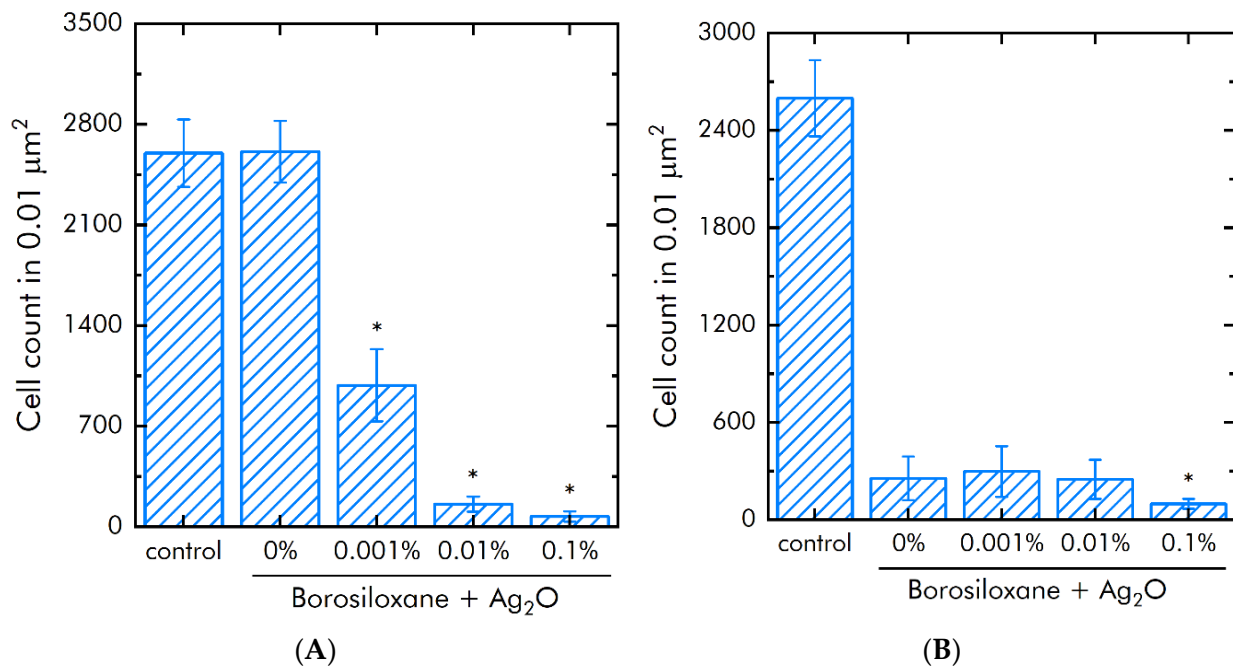 Cell count in 0.01 μm²
3500
2800
2100
1400
700
0
*
*
*
control 0% 0.001% 0.01% 0.1%
Borosiloxane + Ag₂O
(A)
Cell count in 0.01 μm²
3000
2400
1800
1200
600
0
*
control 0% 0.001% 0.01% 0.1%
Borosiloxane + Ag₂O
(B)